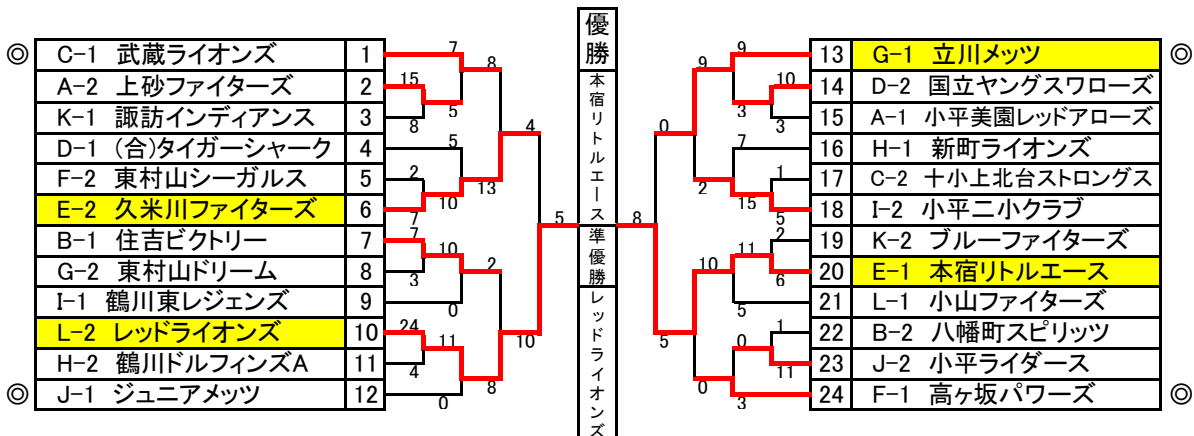 優勝
本宿リトルエース
準優勝
レッドライオンズ
◎ C-1 武蔵ライオンズ 1
A-2 上砂ファイターズ 2
K-1 諏訪インディアンス 3
D-1 (合)タイガーシャーク 4
F-2 東村山シーガルス 5
E-2 久米川ファイターズ 6
B-1 住吉ビクトリー 7
G-2 東村山ドリーム 8
I-1 鶴川東レジェンズ 9
L-2 レッドライオンズ 10
H-2 鶴川ドルフィンズA 11
◎ J-1 ジュニアメッツ 12
7
15
8
5
8
5
2
7
10
13
4
7
3
10
0
2
24
4
11
0
8
10
5
8
13 G-1 立川メッツ ◎
14 D-2 国立ヤングスワローズ
15 A-1 小平美園レッドアローズ
16 H-1 新町ライオンズ
17 C-2 十小上北台ストロングス
18 I-2 小平二小クラブ
19 K-2 ブルーファイターズ
20 E-1 本宿リトルエース
21 L-1 小山ファイターズ
22 B-2 八幡町スピリッツ
23 J-2 小平ライダース
24 F-1 高ヶ坂パワーズ ◎
9
10
3
3
9
7
1
5
15
2
0
2
6
11
5
10
1
11
0
3
0
5